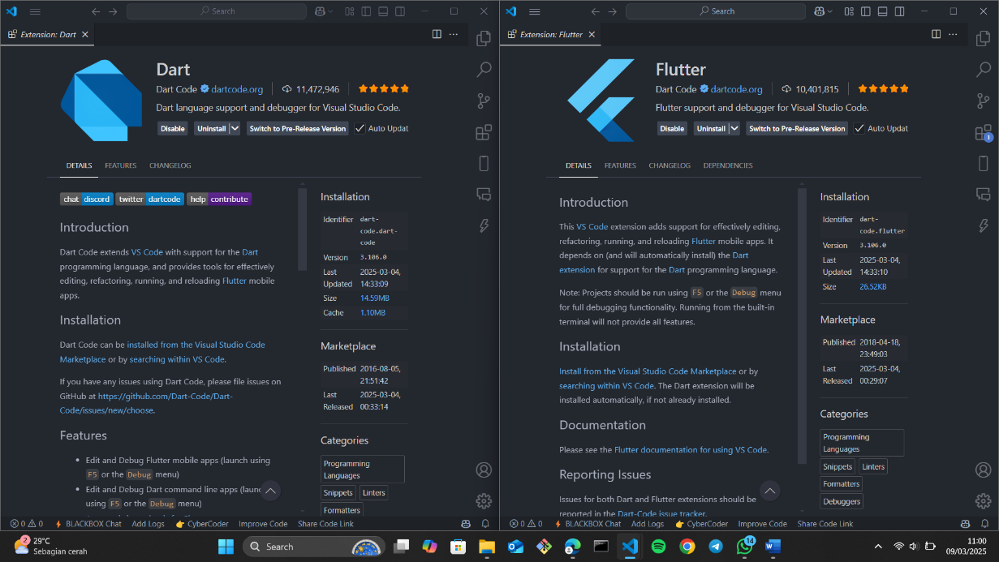 Search
Extension: Dart
Dart
Dart Code dartcode.org 11,472,946
Dart language support and debugger for Visual Studio Code.
Disable Uninstall Switch to Pre-Release Version Auto Updat
DETAILS FEATURES CHANGELOG
chat discord twitter dartcode help contribute
Introduction
Dart Code extends VS Code with support for the Dart
programming language, and provides tools for effectively
editing, refactoring, running, and reloading Flutter mobile
apps.
Installation
Dart Code can be installed from the Visual Studio Code
Marketplace or by searching within VS Code.
If you have any issues using Dart Code, please file issues on
GitHub at https://github.com/Dart-Code/Dart-
Code/issues/new/choose.
Features
Edit and Debug Flutter mobile apps (launch using
F5 or the Debug menu)
Edit and Debug Dart command line apps (launc
using F5 or the Debug menu)
Installation
Identifier dart-
code.dart-
code
Version 3.106.0
Last 2025-03-04,
Updated 14:33:09
Size 14.59MB
Cache 1.10MB
Marketplace
Published 2016-08-05,
21:51:42
Last 2025-03-04,
Released 00:33:14
Categories
Programming
Languages
Snippets Linters
Formatters
0 0 BLACKBOX Chat Add Logs CyberCoder Improve Code Share Code Link
Search
Extension: Flutter
Flutter
Dart Code dartcode.org 10,401,815
Flutter support and debugger for Visual Studio Code.
Disable Uninstall Switch to Pre-Release Version Auto Updat
DETAILS FEATURES CHANGELOG DEPENDENCIES
Introduction
This VS Code extension adds support for effectively editing,
refactoring, running, and reloading Flutter mobile apps. It
depends on (and will automatically install) the Dart
extension for support for the Dart programming language.
Note: Projects should be run using F5 or the Debug menu
for full debugging functionality. Running from the built-in
terminal will not provide all features.
Installation
Install from the Visual Studio Code Marketplace or by
searching within VS Code. The Dart extension will be
installed automatically, if not already installed.
Documentation
Please see the Flutter documentation for using VS Code.
Reporting Issues
Issues for both Dart and Flutter extensions should be
reported in the Dart-Code issue tracker.
Installation
Identifier dart-
code.flutter
Version 3.106.0
Last 2025-03-04,
Updated 14:33:10
Size 26.52KB
Marketplace
Published 2018-04-18,
23:49:03
Last 2025-03-04,
Released 00:29:07
Categories
Programming
Languages
Snippets Linters
Formatters
Debuggers
1
0 0 BLACKBOX Chat Add Logs CyberCoder Improve Code Share Code Link
2
29°C
Sebagian cerah
Search
14
11:00
09/03/2025